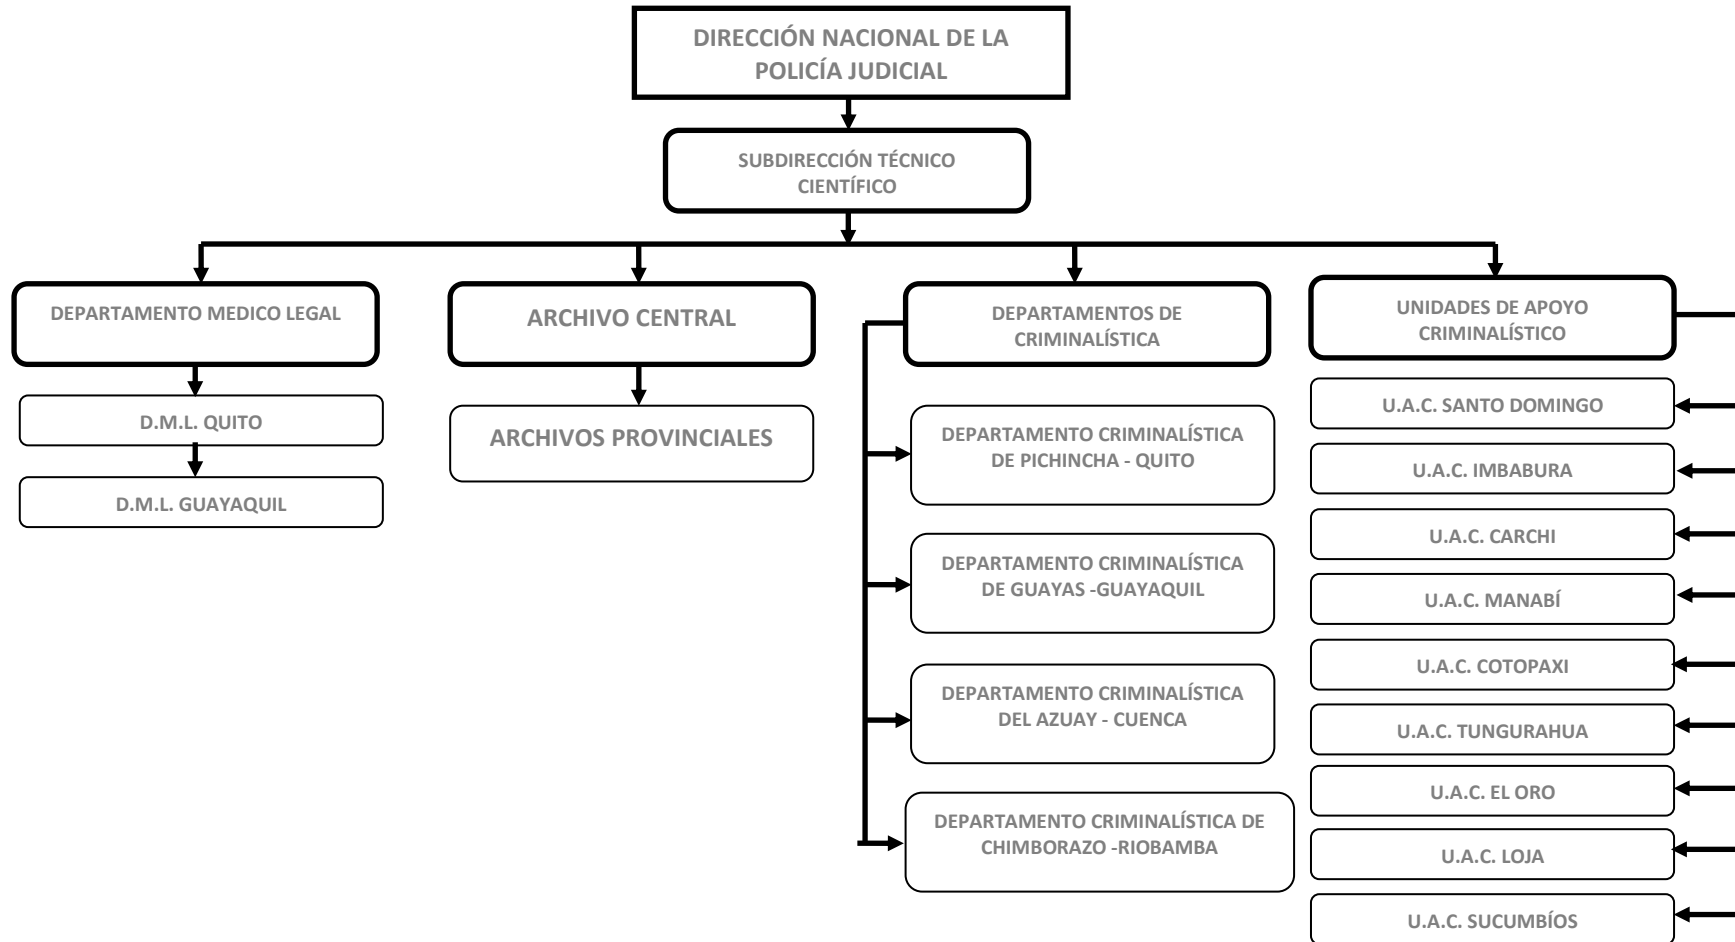 DIRECCIÓN NACIONAL DE LA
POLICÍA JUDICIAL
SUBDIRECCIÓN TÉCNICO
CIENTÍFICO
DEPARTAMENTO MEDICO LEGAL
D.M.L. QUITO
D.M.L. GUAYAQUIL
ARCHIVO CENTRAL
ARCHIVOS PROVINCIALES
DEPARTAMENTOS DE
CRIMINALÍSTICA
DEPARTAMENTO CRIMINALÍSTICA
DE PICHINCHA - QUITO
DEPARTAMENTO CRIMINALÍSTICA
DE GUAYAS -GUAYAQUIL
DEPARTAMENTO CRIMINALÍSTICA
DEL AZUAY - CUENCA
DEPARTAMENTO CRIMINALÍSTICA DE
CHIMBORAZO -RIOBAMBA
UNIDADES DE APOYO
CRIMINALÍSTICO
U.A.C. SANTO DOMINGO
U.A.C. IMBABURA
U.A.C. CARCHI
U.A.C. MANABÍ
U.A.C. COTOPAXI
U.A.C. TUNGURAHUA
U.A.C. EL ORO
U.A.C. LOJA
U.A.C. SUCUMBÍOS